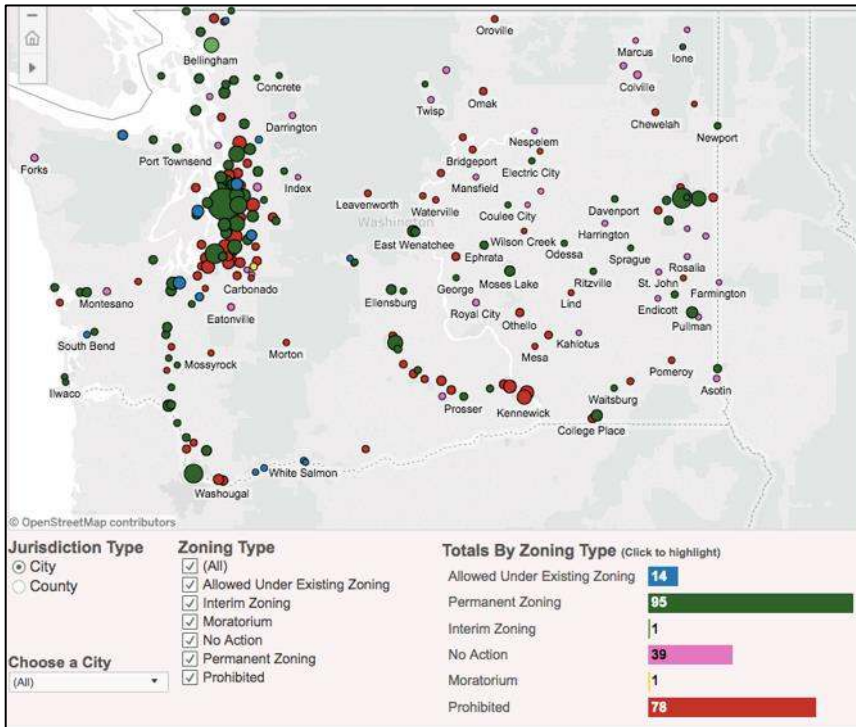 Oroville
Marcus
Ione
Bellingham
Colville
Concrete
Omak
Twisp
Chewelah
Darrington
Newport
Nespelem
Port Townsend
Bridgeport
Electric City
Forks
Index
Mansfield
Leavenworth
Waterville
Coulee City
Davenport
Washington
Harrington
East Wenatchee
Wilson Creek
Ephrata
Odessa
Sprague
Rosalia
Carbonado
George
Moses Lake
Ritzville
St. John
Farmington
Montesano
Ellensburg
Royal City
Lind
Endicott
Eatonville
Othello
Pullman
South Bend
Kahlotus
Mossyrock
Morton
Mesa
Pomeroy
Ilwaco
Asotin
Prosser
Kennewick
Waitsburg
College Place
White Salmon
Washougal
© OpenStreetMap contributors
Jurisdiction Type
City
County
Choose a City
(All)
Zoning Type
(All)
Allowed Under Existing Zoning
Interim Zoning
Moratorium
No Action
Permanent Zoning
Prohibited
Totals By Zoning Type (Click to highlight)
Allowed Under Existing Zoning 14
Permanent Zoning 95
Interim Zoning 1
No Action 39
Moratorium 1
Prohibited 78